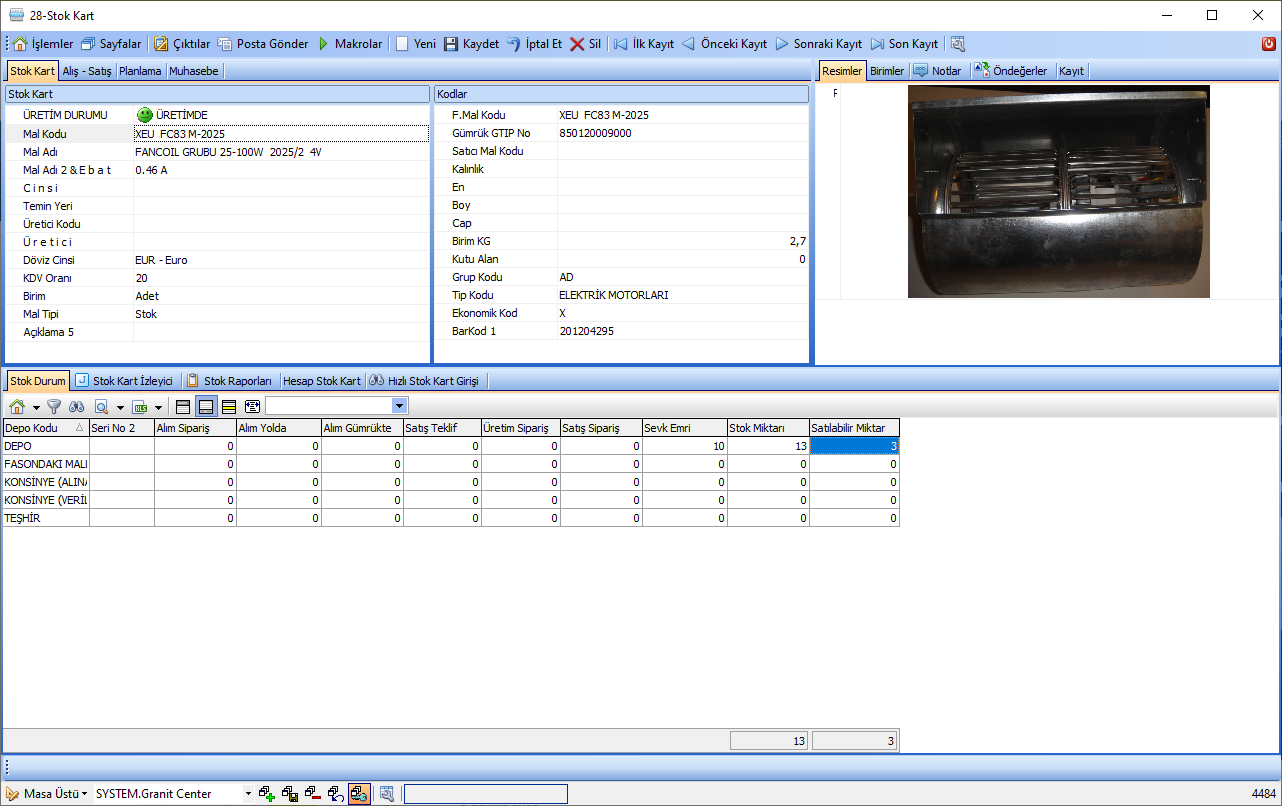 28-Stok Kart
İşlemler Sayfalar Çıktılar Posta Gönder Makrolar Yeni Kaydet İptal Et Sil İlk Kayıt Önceki Kayıt Sonraki Kayıt Son Kayıt
Stok Kart Alış - Satış Planlama Muhasebe
Resimler Birimler Notlar Öndeğerler Kayıt
Stok Kart
ÜRETİM DURUMU ÜRETİMDE
Mal Kodu XEU FC83 M-2025
Mal Adı FANCOIL GRUBU 25-100W 2025/2 4V
Mal Adı 2 & E b a t 0.46 A
C i n s i
Temin Yeri
Üretici Kodu
Ü r e t i c i
Döviz Cinsi EUR - Euro
KDV Oranı 20
Birim Adet
Mal Tipi Stok
Açıklama 5
Kodlar
F.Mal Kodu XEU FC83 M-2025
Gümrük GTIP No 850120009000
Satıcı Mal Kodu
Kalınlık
En
Boy
Cap
Birim KG 2,7
Kutu Alan 0
Grup Kodu AD
Tip Kodu ELEKTRİK MOTORLARI
Ekonomik Kod X
BarKod 1 201204295
Stok Durum Stok Kart İzleyici Stok Raporları Hesap Stok Kart Hızlı Stok Kart Girişi
XLS
Depo Kodu Seri No 2 Alım Sipariş Alım Yolda Alım Gümrükte Satış Teklif Üretim Sipariş Satış Sipariş Sevk Emri Stok Miktarı Satılabilir Miktar
DEPO 0 0 0 0 0 0 10 13 3
FASONDAKI MALI 0 0 0 0 0 0 0 0 0
KONSİNYE (ALINA 0 0 0 0 0 0 0 0 0
KONSİNYE (VERİL 0 0 0 0 0 0 0 0 0
TEŞHİR 0 0 0 0 0 0 0 0 0
13 3
Masa Üstü SYSTEM.Granit Center 4484